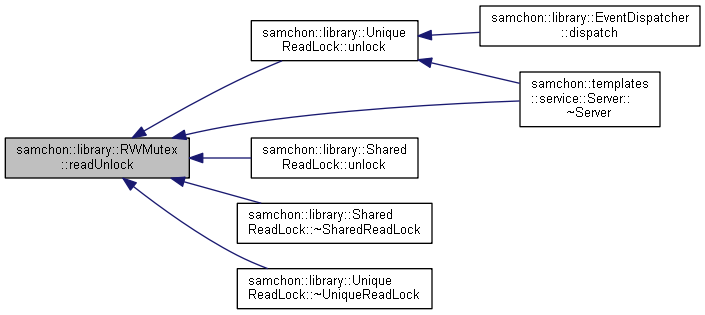 samchon::library::Unique
ReadLock::unlock
samchon::library::EventDispatcher
::dispatch
samchon::templates
::service::Server::
~Server
samchon::library::RWMutex
::readUnlock
samchon::library::Shared
ReadLock::unlock
samchon::library::Shared
ReadLock::~SharedReadLock
samchon::library::Unique
ReadLock::~UniqueReadLock